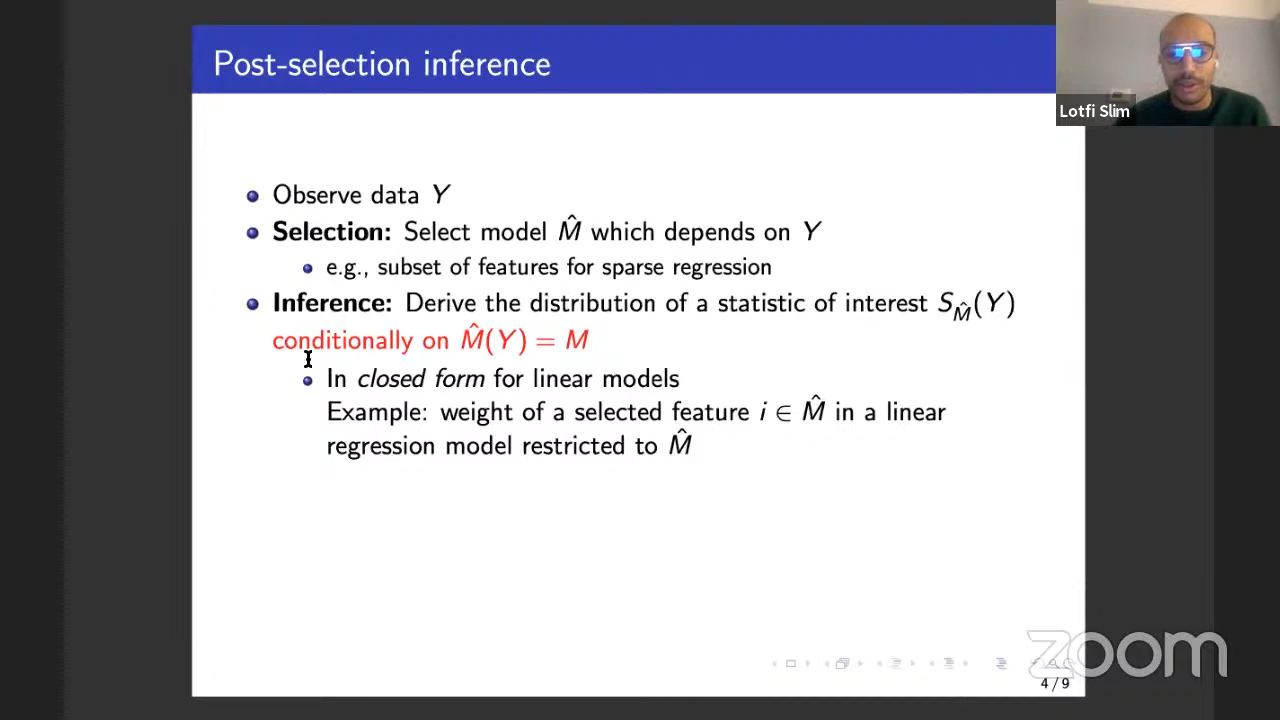 Post-selection inference
Lotfi Slim
Observe data Y
Selection: Select model M̂ which depends on Y
e.g., subset of features for sparse regression
Inference: Derive the distribution of a statistic of interest S_M̂(Y)
conditionally on M̂(Y) = M
In closed form for linear models
Example: weight of a selected feature i ∈ M̂ in a linear
regression model restricted to M̂
zoom
4 / 9